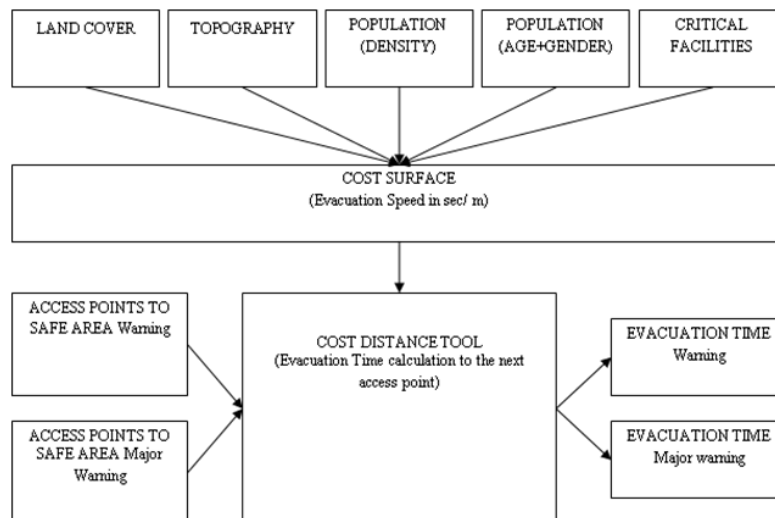 LAND COVER
TOPOGRAPHY
POPULATION
(DENSITY)
POPULATION
(AGE+GENDER)
CRITICAL
FACILITIES
COST SURFACE
(Evacuation Speed in sec/ m)
ACCESS POINTS TO
SAFE AREA Warning
ACCESS POINTS TO
SAFE AREA Major
Warning
COST DISTANCE TOOL
(Evacuation Time calculation to the next
access point)
EVACUATION TIME
Warning
EVACUATION TIME
Major warning